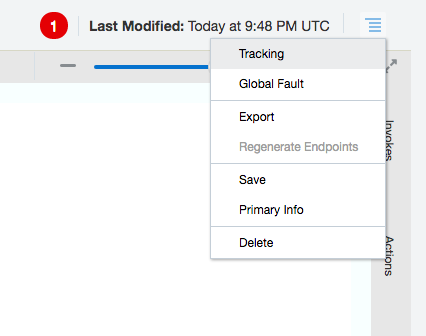 1
Last Modified: Today at 9:48 PM UTC
Tracking
Global Fault
Export
Regenerate Endpoints
Save
Primary Info
Delete
Invokes
Actions